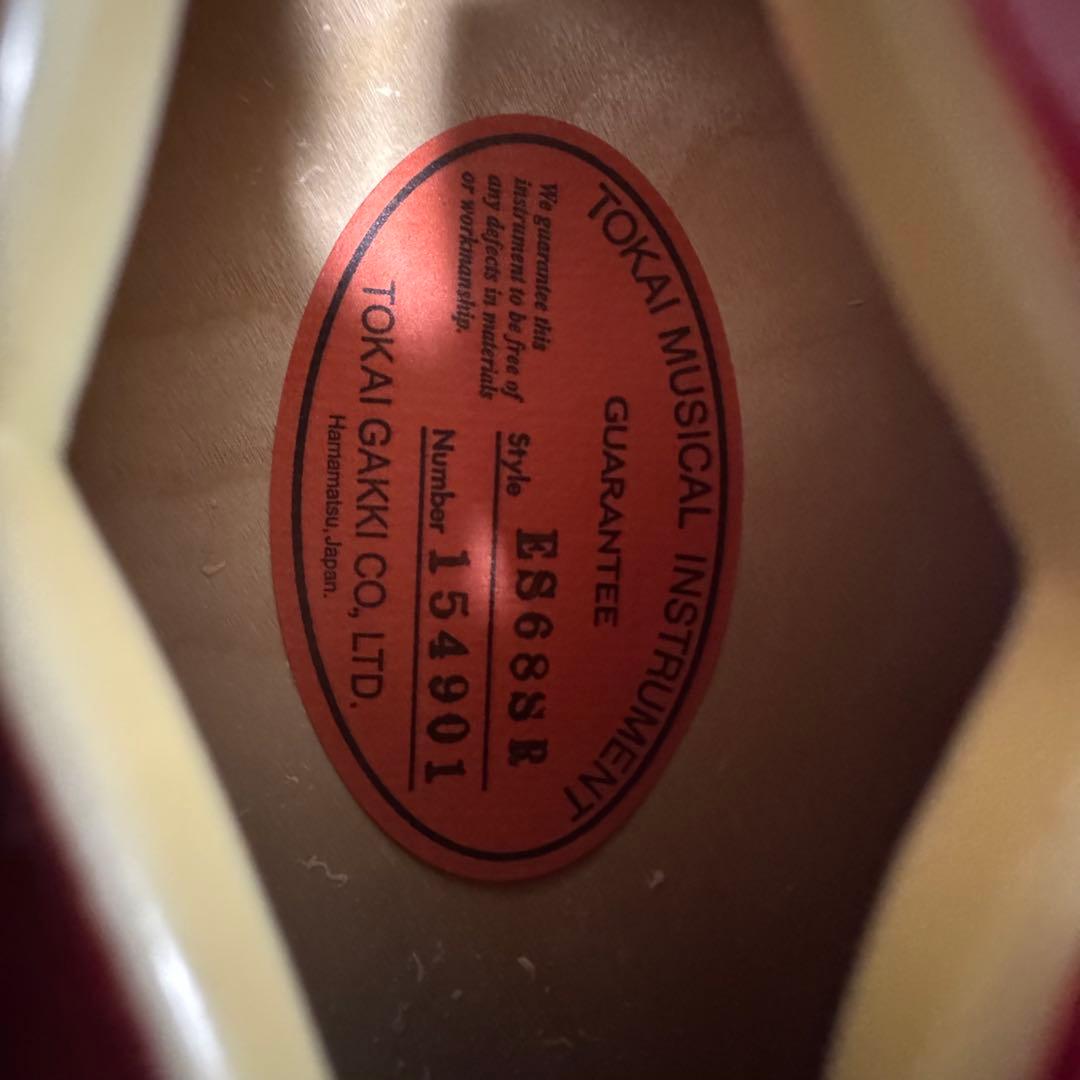 TOKAI MUSICAL INSTRUMENT
GUARANTEE
We guarantee this
instrument to be free of
any defects in materials
or workmanship.
Style ES68SR
Number 154901
TOKAI GAKKI CO., LTD.
Hamamatsu, Japan.